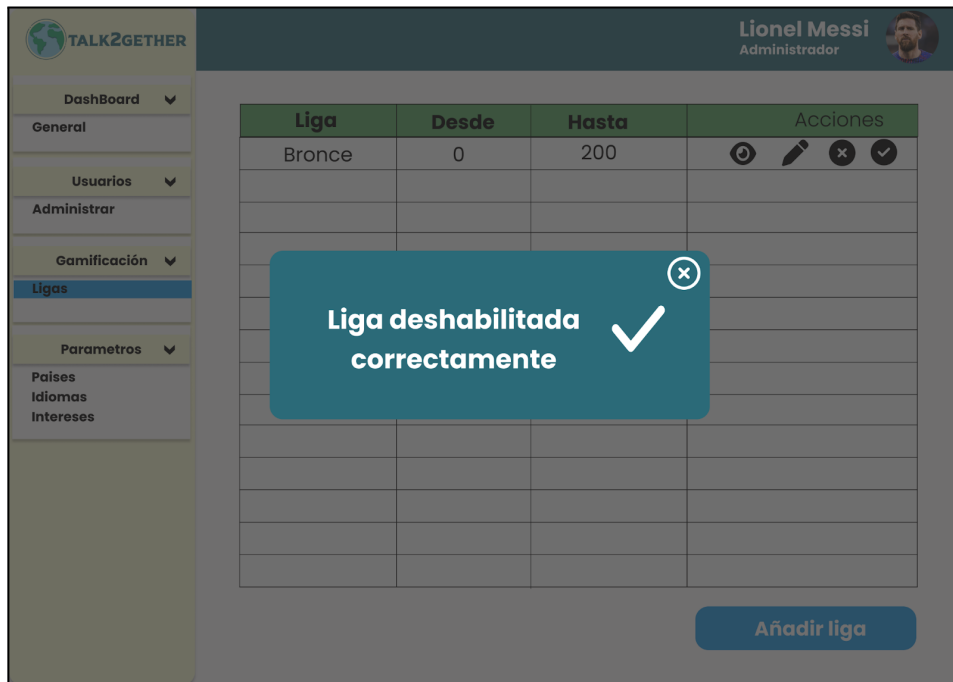 TALK2GETHER
Lionel Messi
Administrador
DashBoard
General
Usuarios
Administrar
Gamificación
Ligas
Parametros
Paises
Idiomas
Intereses
Liga Desde Hasta Acciones
Bronce 0 200
Liga deshabilitada
correctamente
Añadir liga